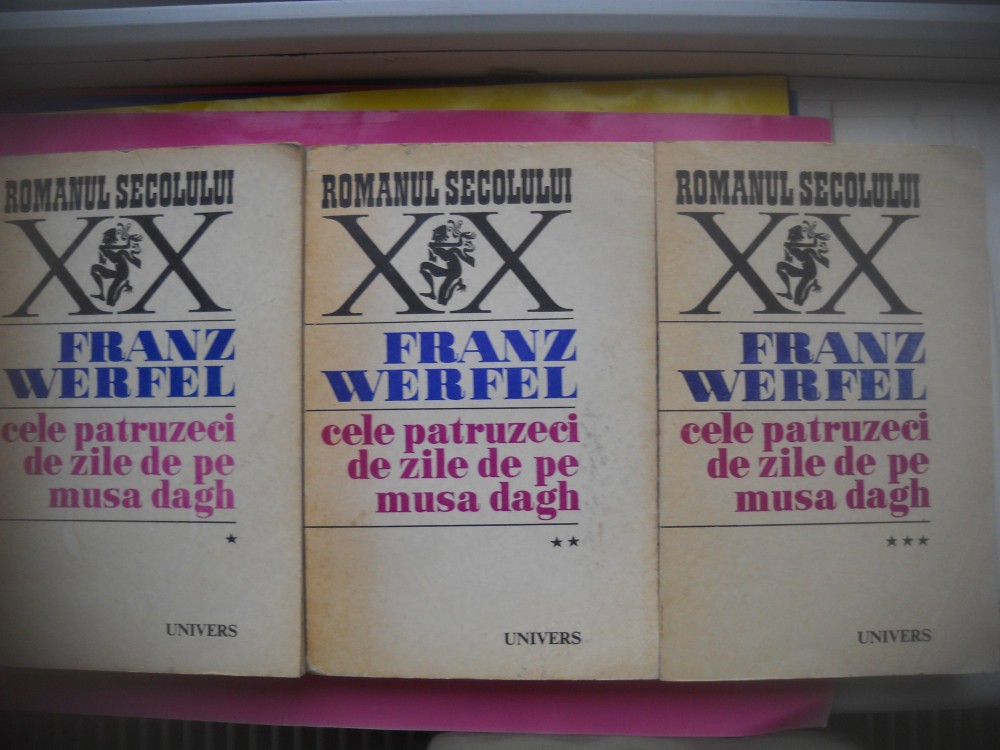 ROMANUL SECOLULUI
XX
FRANZ
WERFEL
cele patruzeci
de zile de pe
musa dagh
★
UNIVERS
ROMANUL SECOLULUI
XX
FRANZ
WERFEL
cele patruzeci
de zile de pe
musa dagh
★★
UNIVERS
ROMANUL SECOLULUI
XX
FRANZ
WERFEL
cele patruzeci
de zile de pe
musa dagh
★★★
UNIVERS